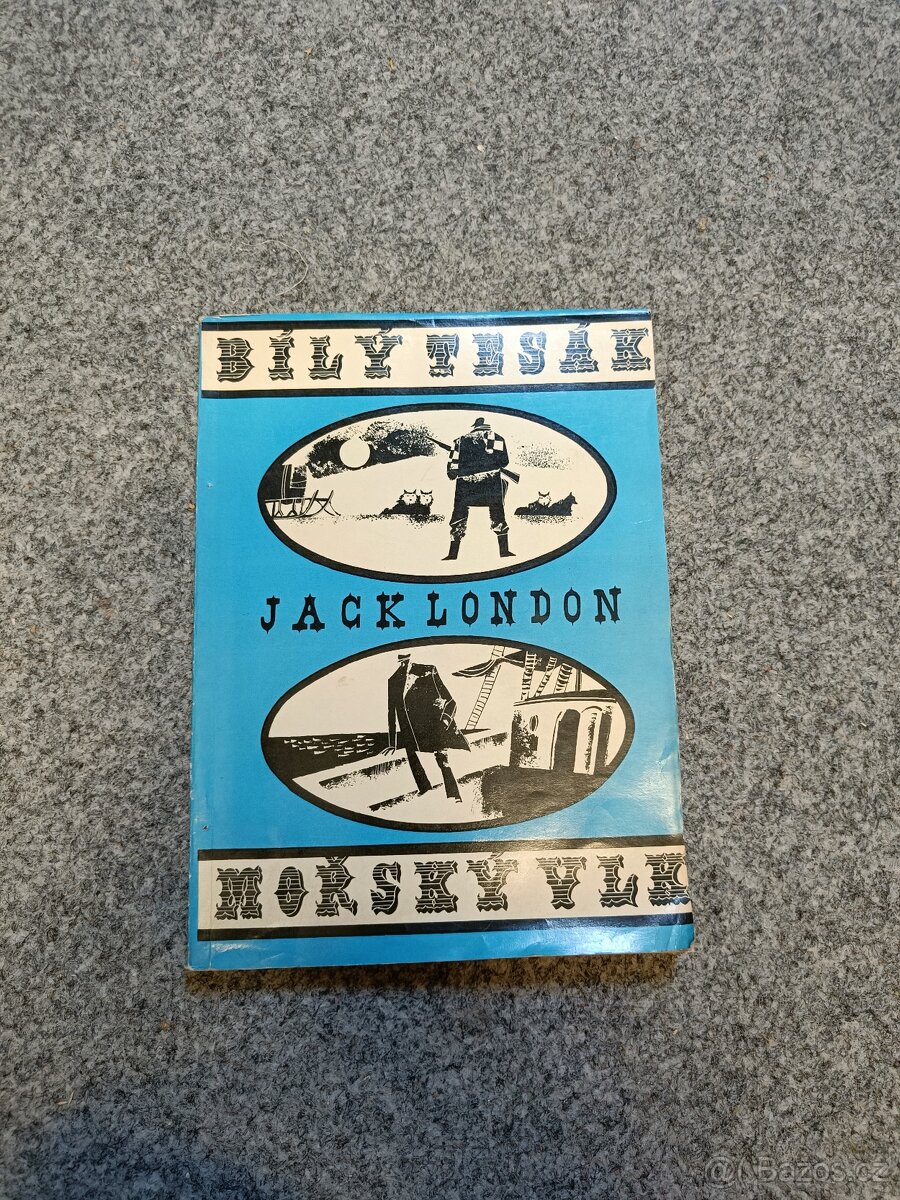 BÍLÝ TESÁK
JACK LONDON
MOŘSKÝ VLK
Bazos.cz